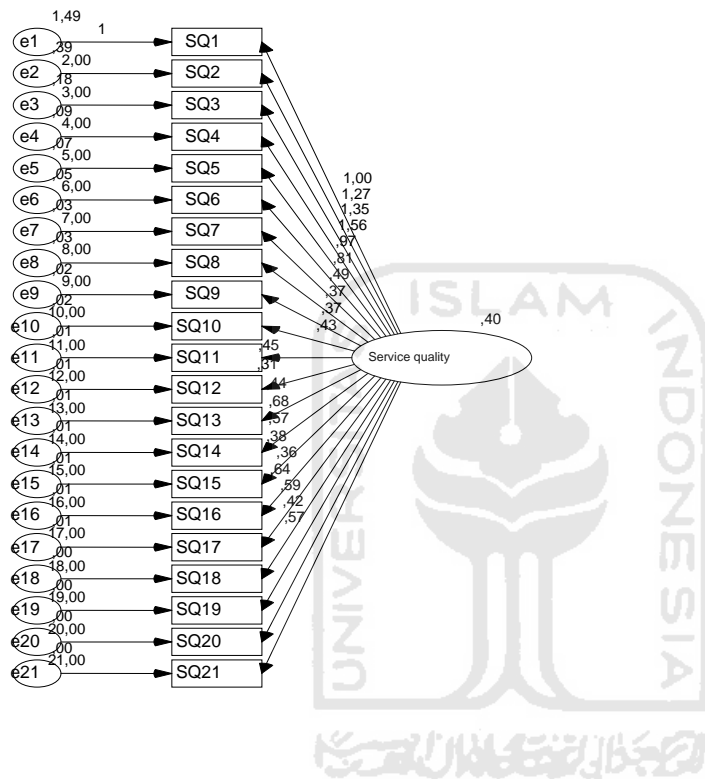 1,49
1
e1 SQ1
,39
2,00
e2 SQ2
,18
3,00
e3 SQ3
,09
4,00
e4 SQ4
,07
5,00
e5 SQ5
,05
6,00
e6 SQ6
,03
7,00
e7 SQ7
,03
8,00
e8 SQ8
,02
9,00
e9 SQ9
,02
10,00
e10 SQ10
,01
11,00
e11 SQ11
,01
12,00
e12 SQ12
,01
13,00
e13 SQ13
,01
14,00
e14 SQ14
,01
15,00
e15 SQ15
,01
16,00
e16 SQ16
,01
17,00
e17 SQ17
,00
18,00
e18 SQ18
,00
19,00
e19 SQ19
,00
20,00
e20 SQ20
,00
21,00
e21 SQ21
1,00
1,27
1,35
1,56
,97
,81
,49
,37
,37
,43
,45
,31
,44
,68
,57
,38
,36
,64
,59
,42
,57
,40
Service quality
ISLAM
INDONESIA